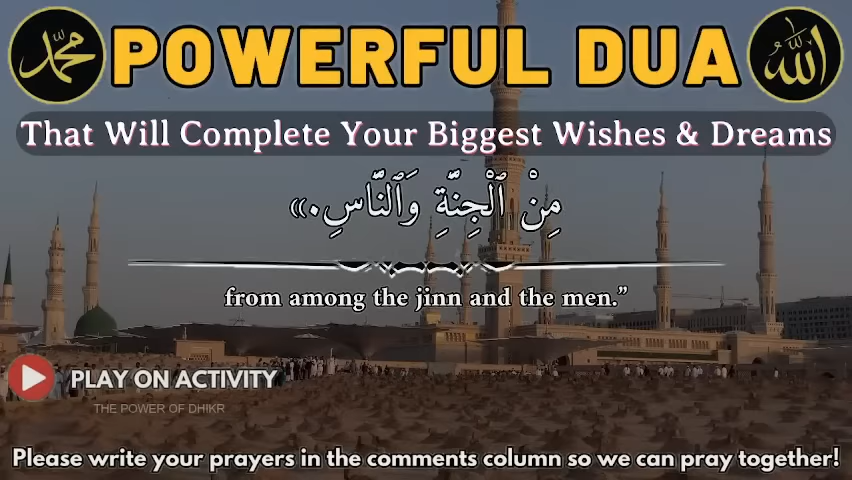 محمد
POWERFUL DUA
الله
That Will Complete Your Biggest Wishes & Dreams
مِنْ ٱلْجِنَّةِ وَٱلنَّاسِ.»
from among the jinn and the men.”
PLAY ON ACTIVITY
THE POWER OF DHIKR
Please write your prayers in the comments column so we can pray together!